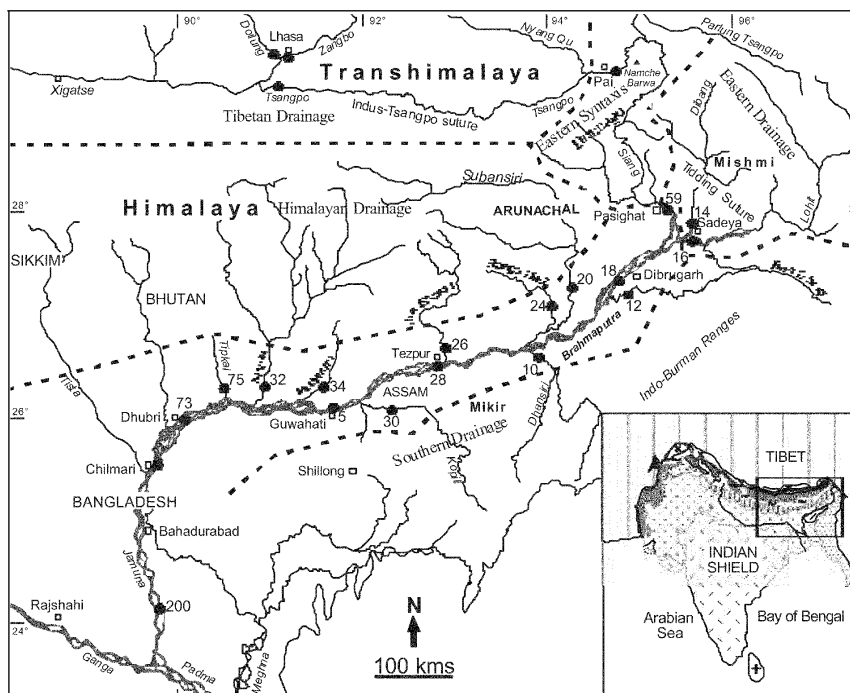 90
92
94
96
Lhasa
Doilung
Zangbo
Nyang Qu
Parlung Tsangpo
Transhimalaya
Pai
Namche
Barwa
Xigatse
Tsangpo
Tibetan Drainage
Indus-Tsangpo suture
Tsangpo
Eastern Syntaxis
Dibang
Eastern Drainage
Siang
Mishmi
Subansiri
Tidding Suture
28
Himalaya
Himalayan Drainage
ARUNACHAL
Pasighat
59
14
Sadeya
Lohit
16
SIKKIM
BHUTAN
18
Dibrugarh
20
24
12
Brahmaputra
Indo-Burman Ranges
26
Tezpur
28
10
Tista
Tipkai
75
32
34
73
ASSAM
Mikir
26
Dhubri
Guwahati
5
30
Southern Drainage
Kopi
Chilmari
Shillong
BANGLADESH
Bahadurabad
Jamuna
200
Rajshahi
24
Ganga
Padma
Meghna
N
100 kms
TIBET
INDIAN
SHIELD
Arabian
Sea
Bay of Bengal